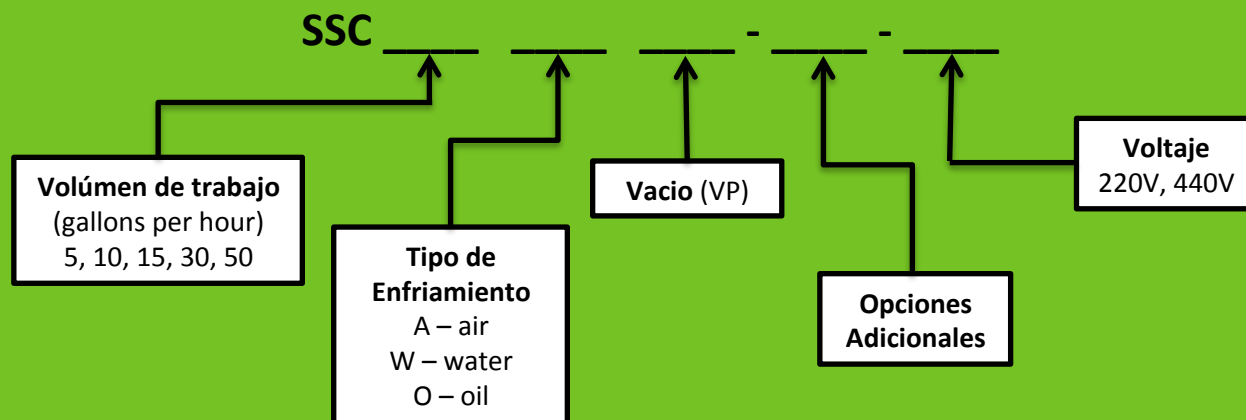 SSC ____ ____ ____ - ____ - ____
Volúmen de trabajo
(gallons per hour)
5, 10, 15, 30, 50
Tipo de
Enfriamiento
A – air
W – water
O – oil
Vacio (VP)
Opciones
Adicionales
Voltaje
220V, 440V